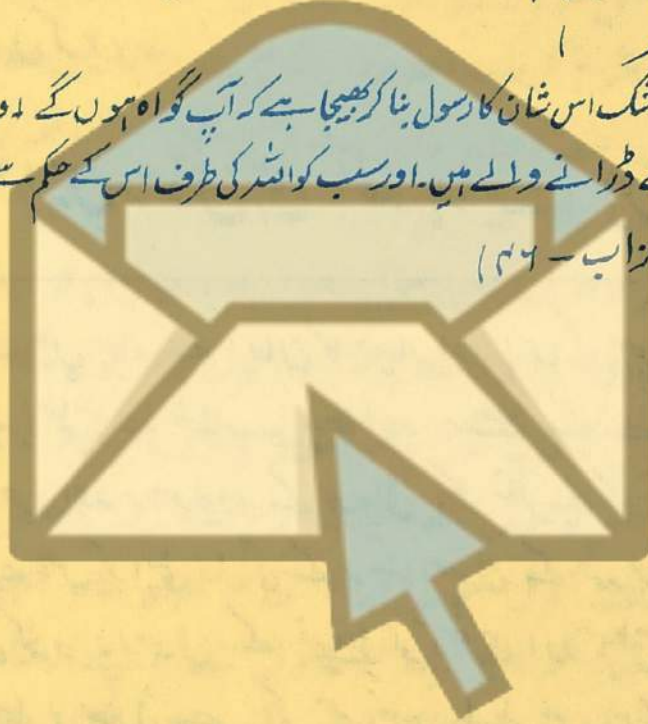 شک اس شان کا رسول بنا کر بھیجا ہے کہ آپ گواہ ہوں گے اور
ڈرانے والے ہیں۔ اور سب کو اللہ کی طرف اس کے حکم سے
زاب - ۴۶)